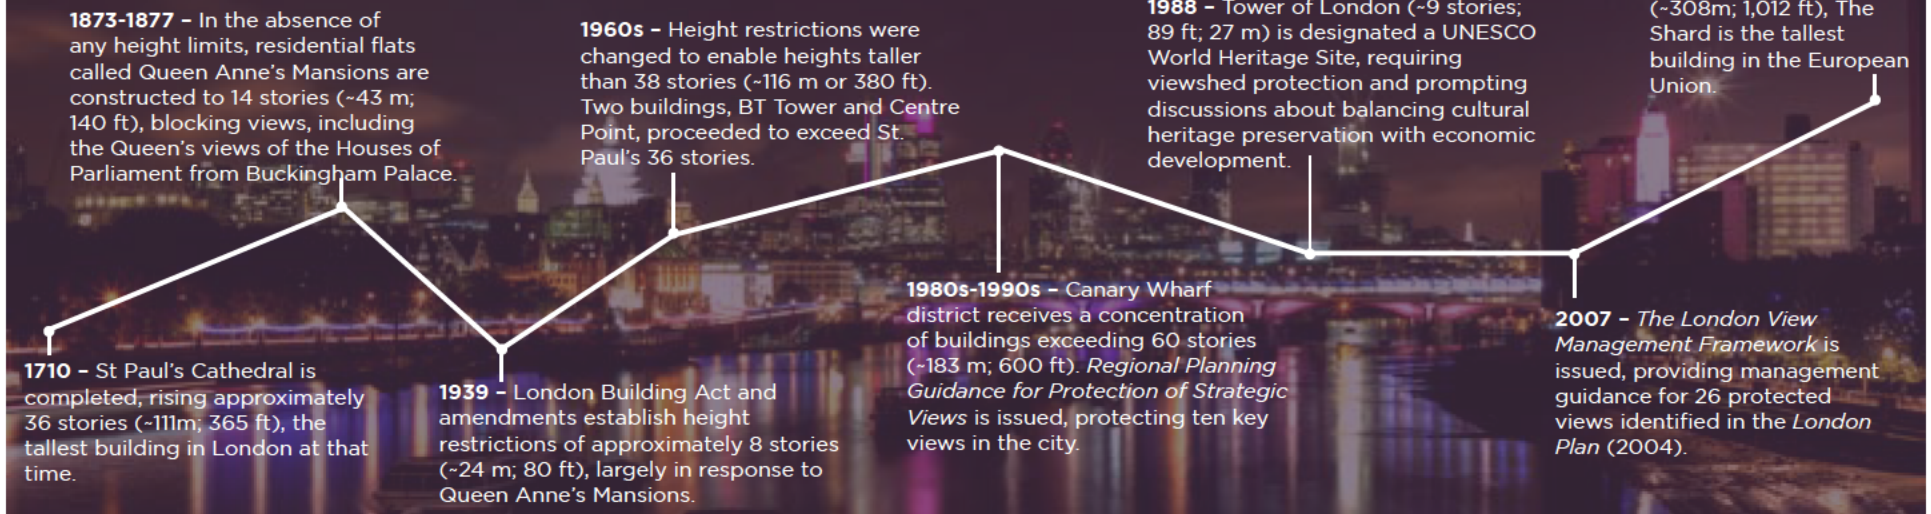 1873-1877 – In the absence of
any height limits, residential flats
called Queen Anne's Mansions are
constructed to 14 stories (~43 m;
140 ft), blocking views, including
the Queen's views of the Houses of
Parliament from Buckingham Palace.
1960s – Height restrictions were
changed to enable heights taller
than 38 stories (~116 m or 380 ft).
Two buildings, BT Tower and Centre
Point, proceeded to exceed St.
Paul's 36 stories.
1988 – Tower of London (~9 stories;
89 ft; 27 m) is designated a UNESCO
World Heritage Site, requiring
viewshed protection and prompting
discussions about balancing cultural
heritage preservation with economic
development.
(~308m; 1,012 ft), The
Shard is the tallest
building in the European
Union.
1710 – St Paul's Cathedral is
completed, rising approximately
36 stories (~111m; 365 ft), the
tallest building in London at that
time.
1939 – London Building Act and
amendments establish height
restrictions of approximately 8 stories
(~24 m; 80 ft), largely in response to
Queen Anne's Mansions.
1980s-1990s – Canary Wharf
district receives a concentration
of buildings exceeding 60 stories
(~183 m; 600 ft). Regional Planning
Guidance for Protection of Strategic
Views is issued, protecting ten key
views in the city.
2007 – The London View
Management Framework is
issued, providing management
guidance for 26 protected
views identified in the London
Plan (2004).